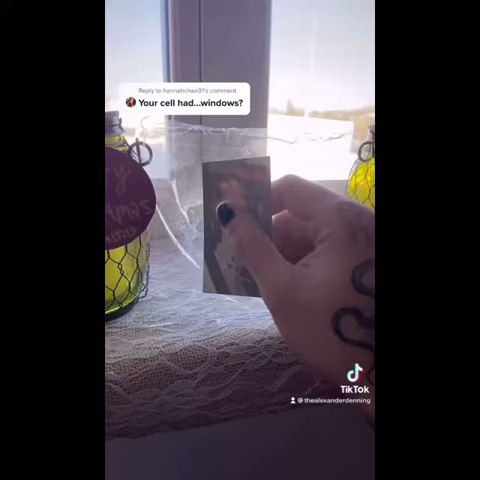 Reply to hannahchan31's comment
Your cell had...windows?
y
TikTok
@thealexanderdenning